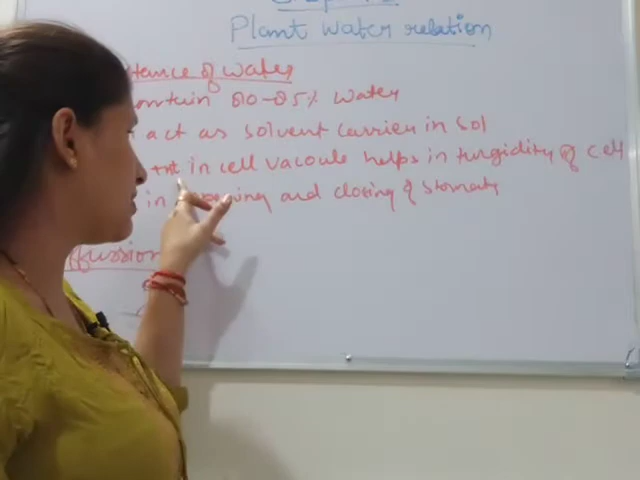 Plant water relation
tance of water
ontain 80-85% water
act as solvent carrier in sol
in cell vacoule helps in turgidity of cell
in opening and closing of stomata
ffussion